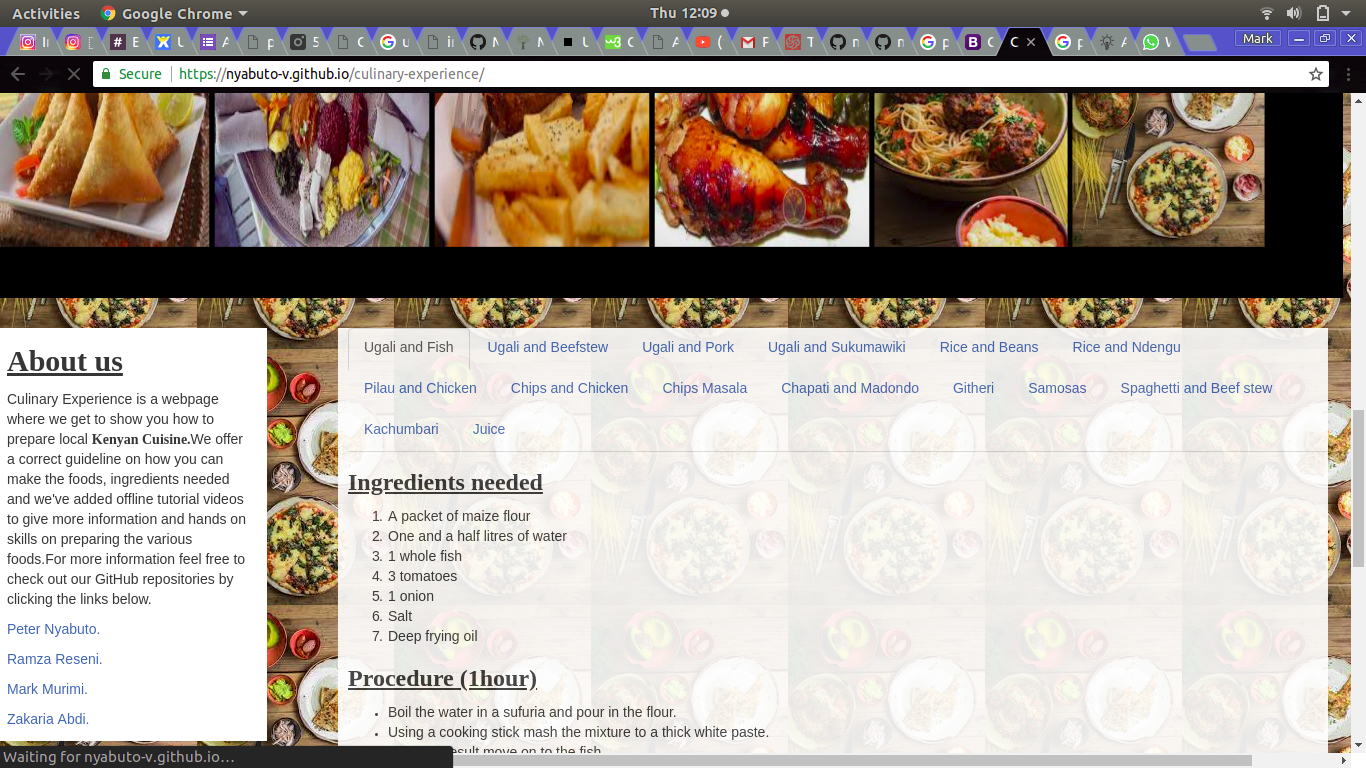 Activities
Google Chrome
Thu 12:09
Mark
Secure
https://nyabuto-v.github.io/culinary-experience/
About us
Culinary Experience is a webpage
where we get to show you how to
prepare local Kenyan Cuisine.We offer
a correct guideline on how you can
make the foods, ingredients needed
and we've added offline tutorial videos
to give more information and hands on
skills on preparing the various
foods.For more information feel free to
check out our GitHub repositories by
clicking the links below.
Peter Nyabuto.
Ramza Reseni.
Mark Murimi.
Zakaria Abdi.
Ugali and Fish Ugali and Beefstew Ugali and Pork Ugali and Sukumawiki Rice and Beans Rice and Ndengu
Pilau and Chicken Chips and Chicken Chips Masala Chapati and Madondo Githeri Samosas Spaghetti and Beef stew
Kachumbari Juice
Ingredients needed
1. A packet of maize flour
2. One and a half litres of water
3. 1 whole fish
4. 3 tomatoes
5. 1 onion
6. Salt
7. Deep frying oil
Procedure (1hour)
• Boil the water in a sufuria and pour in the flour.
• Using a cooking stick mash the mixture to a thick white paste.
esult move on to the fish
Waiting for nyabuto-v.github.io…